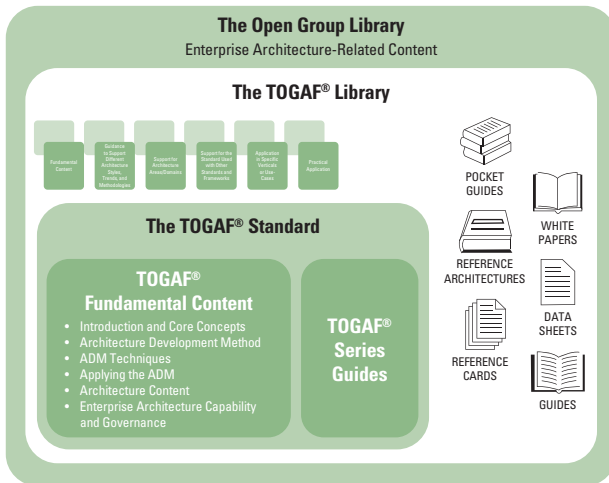 The Open Group Library
Enterprise Architecture-Related Content
The TOGAF® Library
Fundamental
Content
Guidance
to Support
Different
Architecture
Styles,
Trends, and
Methodologies
Support for
Architecture
Areas/Domains
Support for the
Standard Used
with Other
Standards and
Frameworks
Application
in Specific
Verticals
or Use-
Cases
Practical
Application
POCKET
GUIDES
WHITE
PAPERS
REFERENCE
ARCHITECTURES
DATA
SHEETS
REFERENCE
CARDS
GUIDES
The TOGAF® Standard
TOGAF®
Fundamental Content
• Introduction and Core Concepts
• Architecture Development Method
• ADM Techniques
• Applying the ADM
• Architecture Content
• Enterprise Architecture Capability
and Governance
TOGAF®
Series
Guides